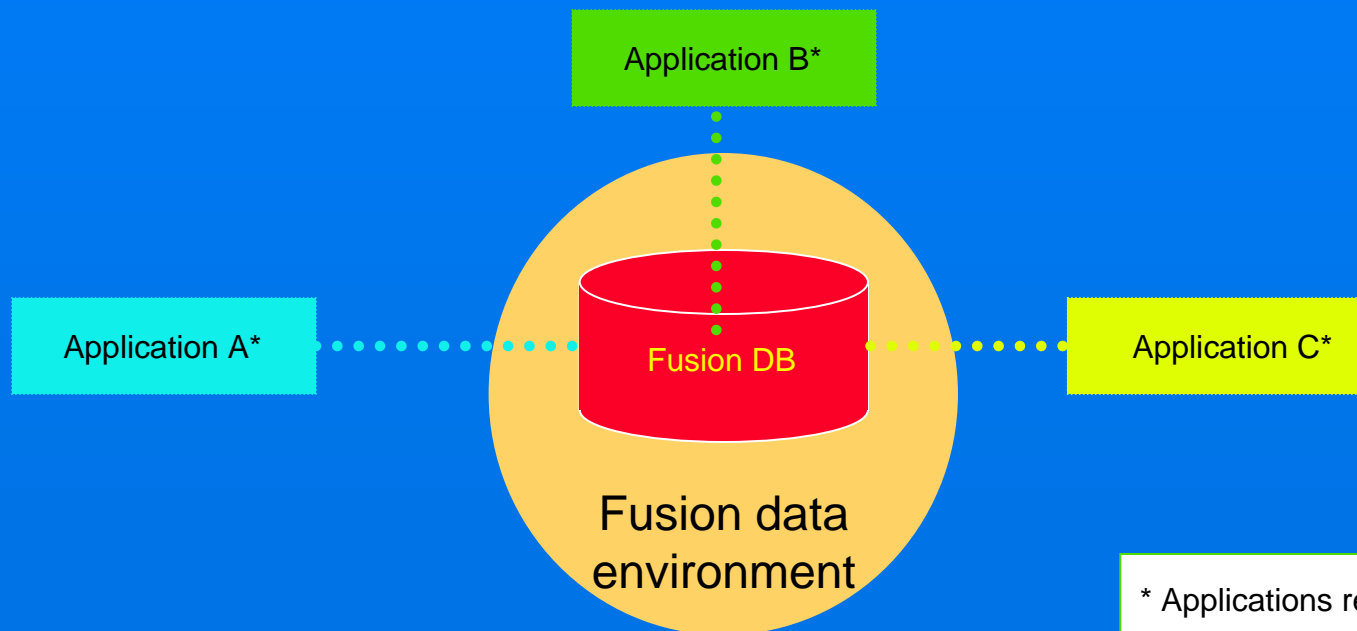 Application B*
Application A*
Fusion DB
Application C*
Fusion data
environment
* Applications